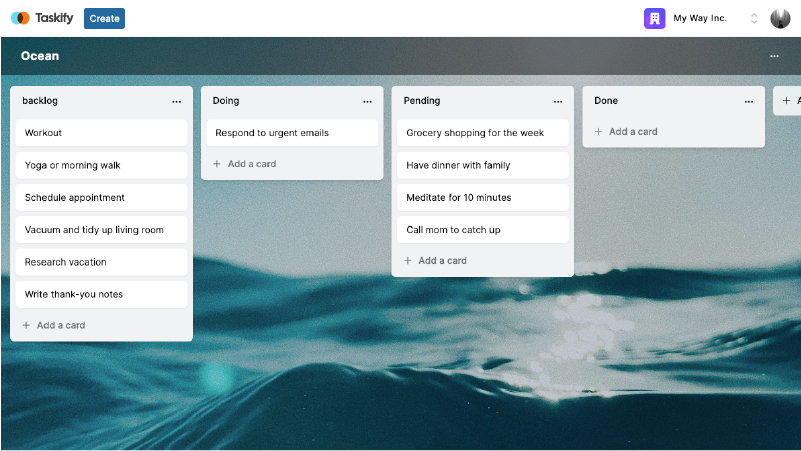 Taskify
Create
My Way Inc.
Ocean
backlog
Workout
Yoga or morning walk
Schedule appointment
Vacuum and tidy up living room
Research vacation
Write thank-you notes
+ Add a card
Doing
Respond to urgent emails
+ Add a card
Pending
Grocery shopping for the week
Have dinner with family
Meditate for 10 minutes
Call mom to catch up
+ Add a card
Done
+ Add a card